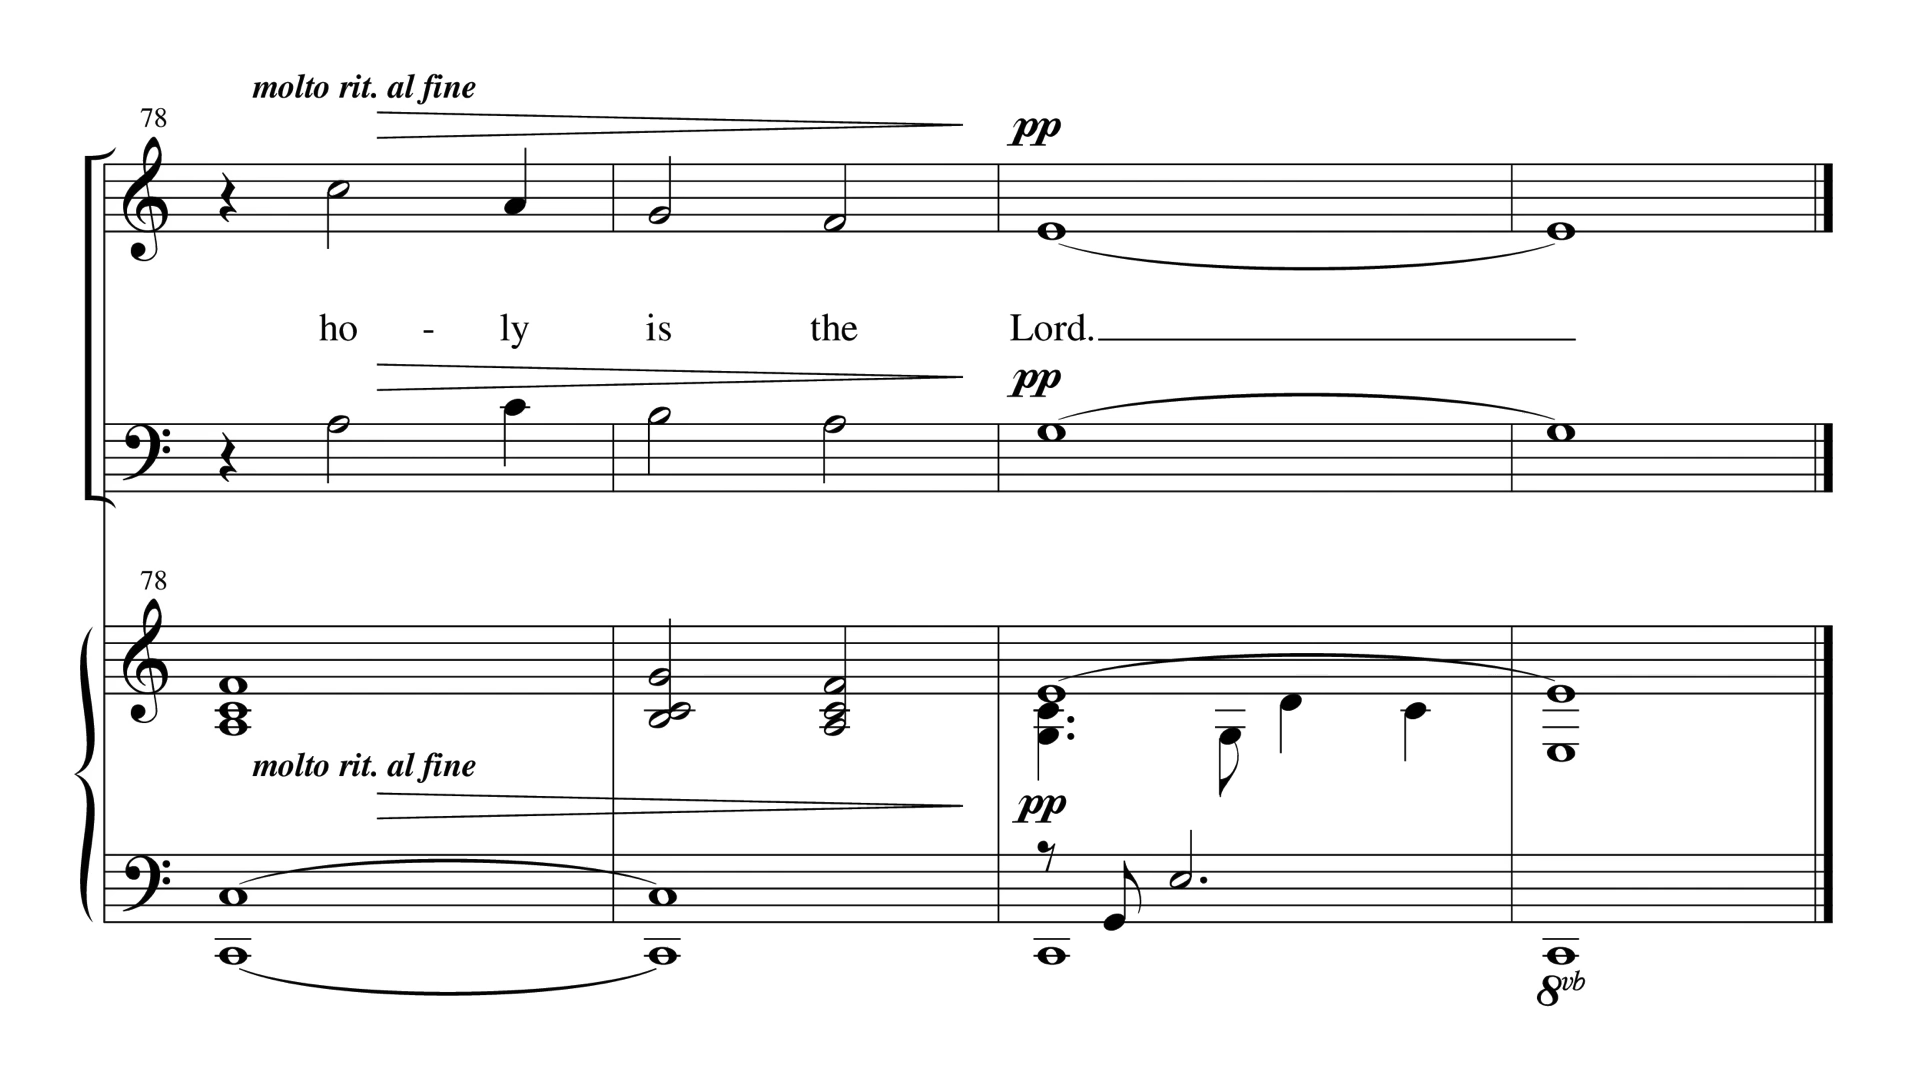 molto rit. al fine
78
pp
ho - ly is the Lord.
pp
78
molto rit. al fine
pp
8vb